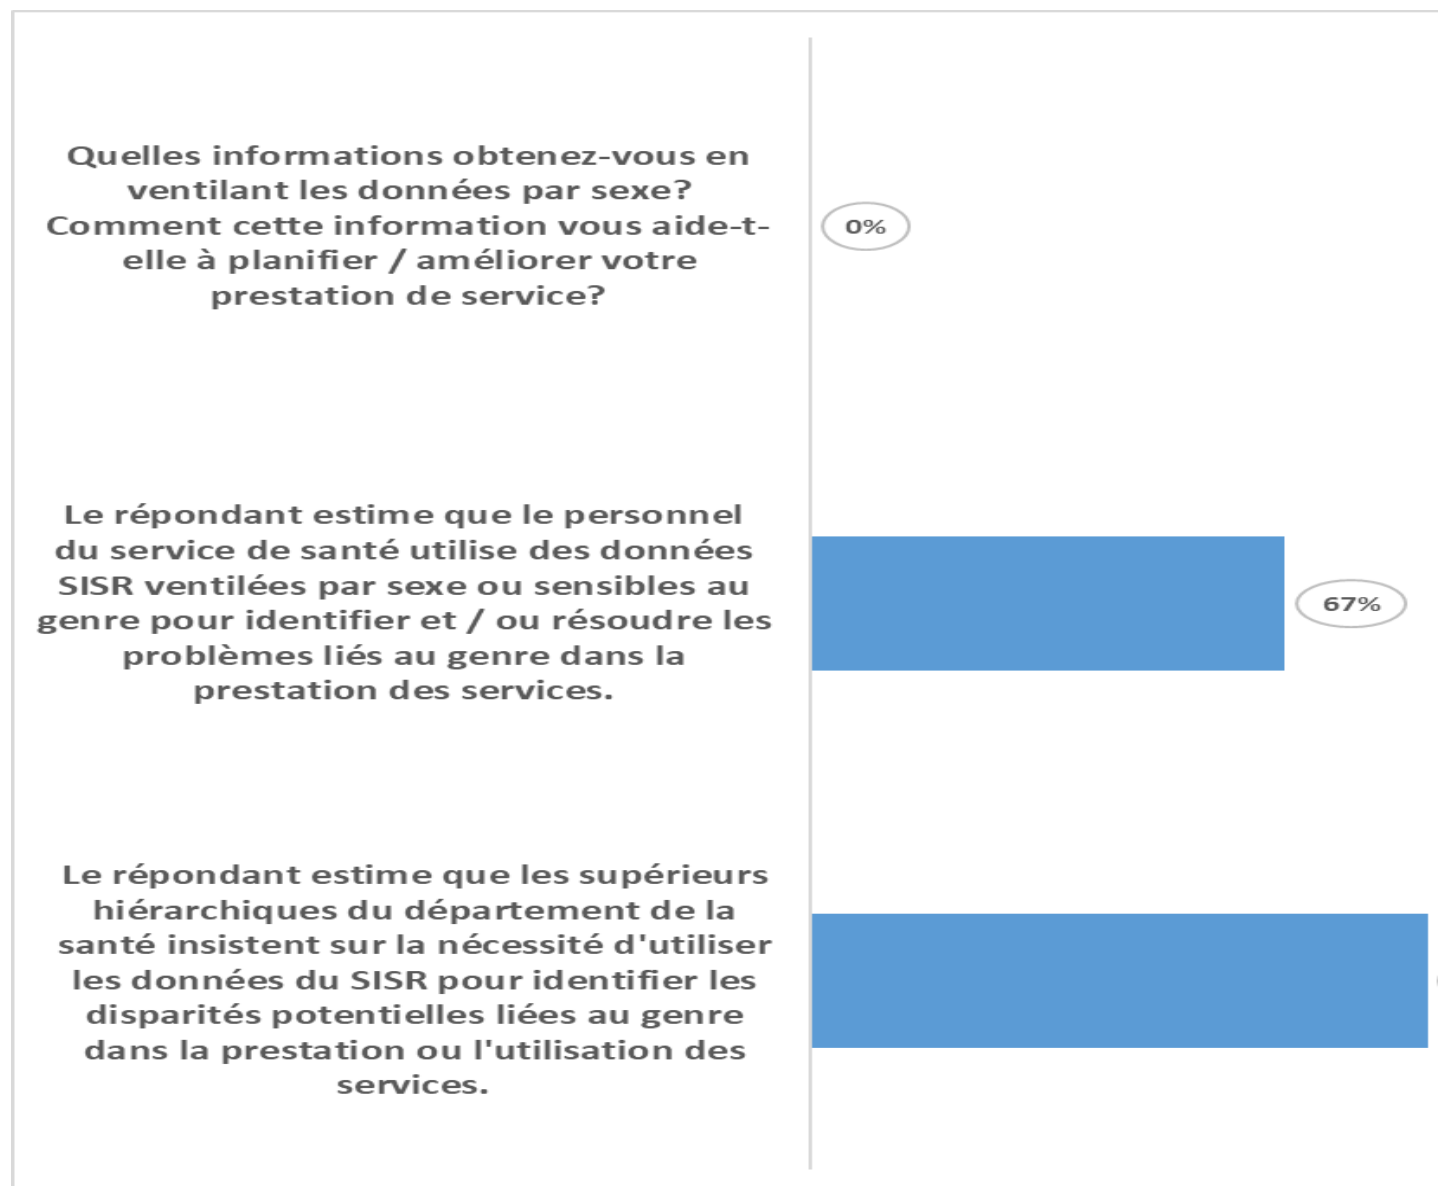 Quelles informations obtenez-vous en
ventilant les données par sexe?
Comment cette information vous aide-t-
elle à planifier / améliorer votre
prestation de service?
0%
Le répondant estime que le personnel
du service de santé utilise des données
SISR ventilées par sexe ou sensibles au
genre pour identifier et / ou résoudre les
problèmes liés au genre dans la
prestation des services.
67%
Le répondant estime que les supérieurs
hiérarchiques du département de la
santé insistent sur la nécessité d'utiliser
les données du SISR pour identifier les
disparités potentielles liées au genre
dans la prestation ou l'utilisation des
services.